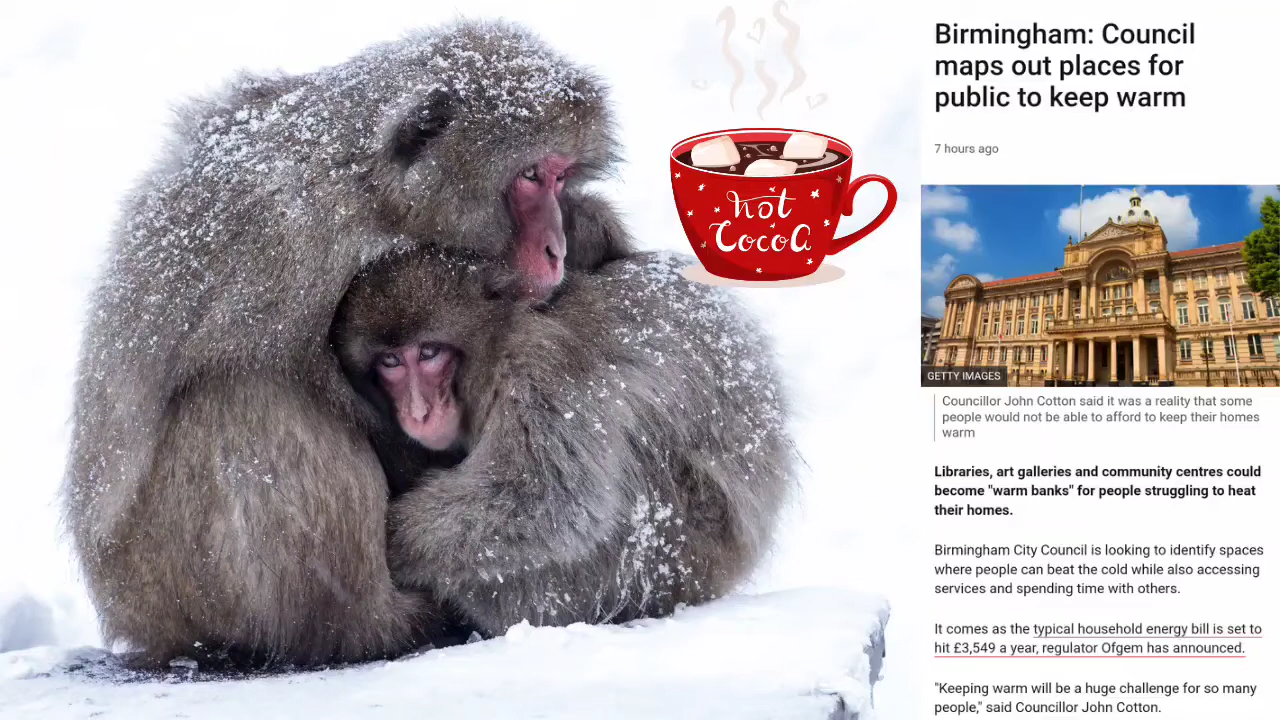 hot
Cocoa
Birmingham: Council
maps out places for
public to keep warm
7 hours ago
GETTY IMAGES
Councillor John Cotton said it was a reality that some
people would not be able to afford to keep their homes
warm
Libraries, art galleries and community centres could
become "warm banks" for people struggling to heat
their homes.
Birmingham City Council is looking to identify spaces
where people can beat the cold while also accessing
services and spending time with others.
It comes as the typical household energy bill is set to
hit £3,549 a year, regulator Ofgem has announced.
"Keeping warm will be a huge challenge for so many
people," said Councillor John Cotton.